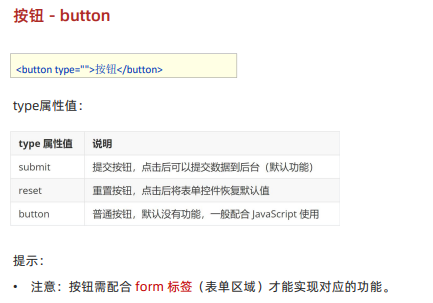 按钮 - button
<button type="">按钮</button>
type属性值：
type 属性值 说明
submit 提交按钮，点击后可以提交数据到后台（默认功能）
reset 重置按钮，点击后将表单控件恢复默认值
button 普通按钮，默认没有功能，一般配合 JavaScript 使用
提示：
• 注意：按钮需配合 form 标签（表单区域）才能实现对应的功能。